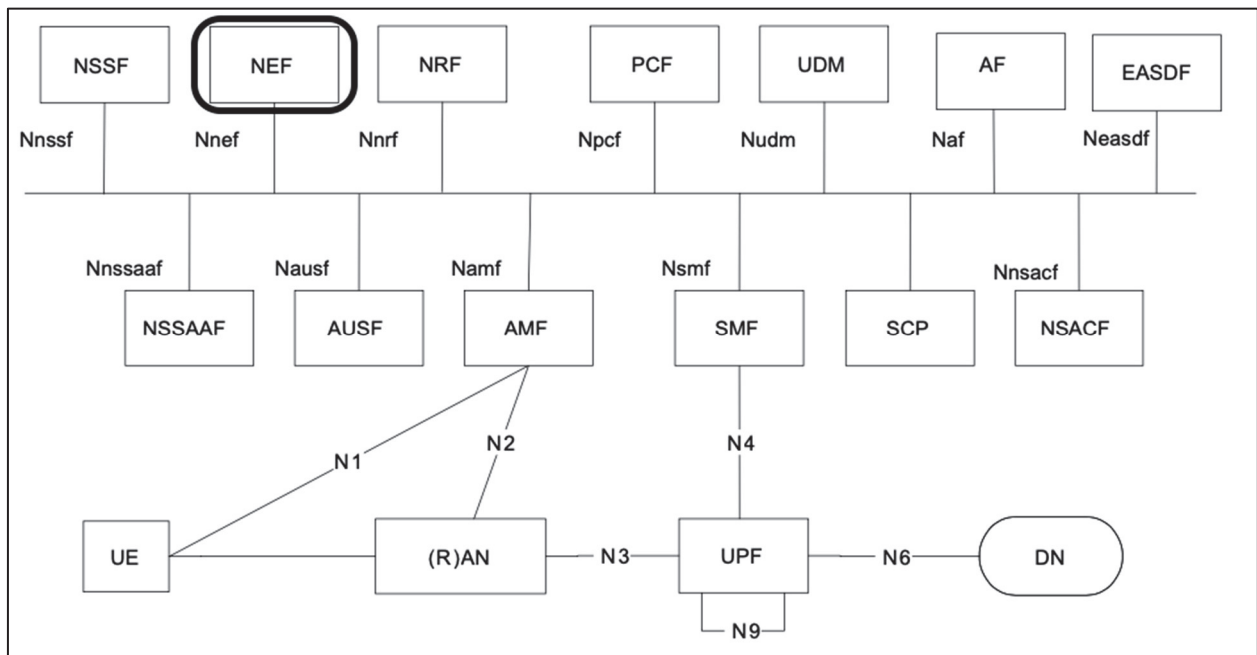 NSSF
NEF
NRF
PCF
UDM
AF
EASDF
Nnssf
Nnef
Nnrf
Npcf
Nudm
Naf
Neasdf
Nnssaaf
Nausf
Namf
Nsmf
Nnsacf
NSSAAF
AUSF
AMF
SMF
SCP
NSACF
N1
N2
N4
UE
(R)AN
N3
UPF
N6
DN
N9